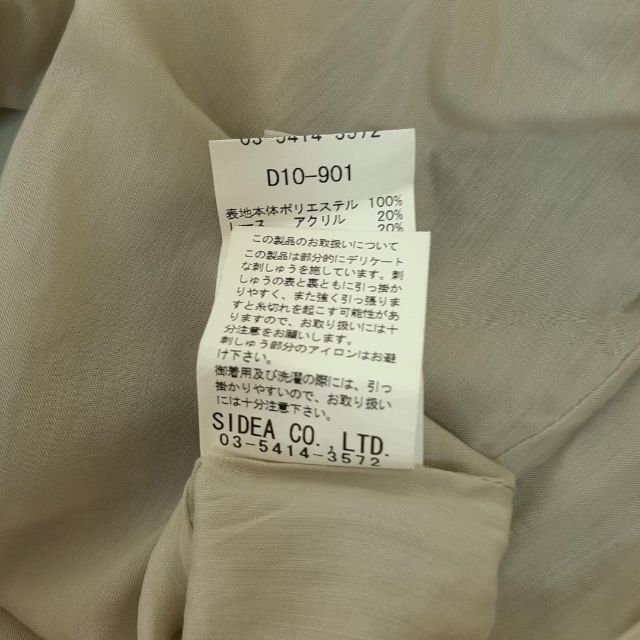 03-5414-3572
D10-901
表地本体ポリエステル 100%
レース アクリル 20%
20%
この製品のお取扱いについて
この製品は部分的にデリケート
な刺しゅうを施しています。刺
しゅうの表と裏ともに引っ掛か
りやすく、また強く引っ張りま
すと糸切れを起こす可能性があ
りますので、お取り扱いには十
分注意をお願いします。
刺しゅう部分のアイロンはお避
け下さい。
御着用及び洗濯の際には、引っ
掛かりやすいので、お取り扱い
には十分注意下さい。
SIDEA CO.,LTD.
03-5414-3572